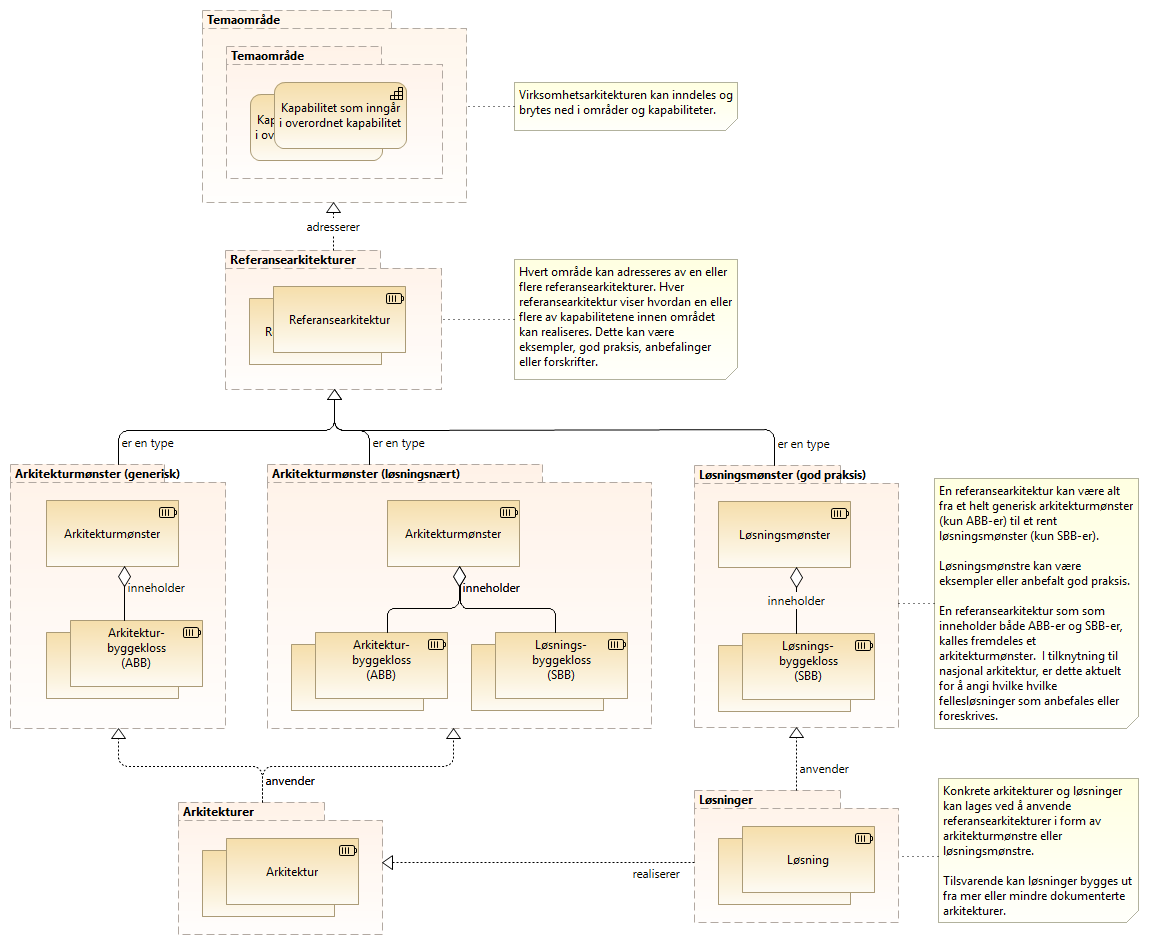 Temaområde
Temaområde
Kap
i ov
Kapabilitet som inngår
i overordnet kapabilitet
Virksomhetsarkitekturen kan inndeles og
brytes ned i områder og kapabiliteter.
adresserer
Referansearkitekturer
R
Referansearkitektur
Hvert område kan adresseres av en eller
flere referansearkitekturer. Hver
referansearkitektur viser hvordan en eller
flere av kapabilitetene innen området
kan realiseres. Dette kan være
eksempler, god praksis, anbefalinger
eller forskrifter.
er en type
er en type
er en type
Arkitekturmønster (generisk)
Arkitekturmønster
inneholder
Arkitektur-
byggekloss
(ABB)
Arkitekturmønster (løsningsnært)
Arkitekturmønster
inneholder
Arkitektur-
byggekloss
(ABB)
Løsnings-
byggekloss
(SBB)
Løsningsmønster (god praksis)
Løsningsmønster
inneholder
Løsnings-
byggekloss
(SBB)
En referansearkitektur kan være alt
fra et helt generisk arkitekturmønster
(kun ABB-er) til et rent
løsningsmønster (kun SBB-er).
Løsningsmønstre kan være
eksempler eller anbefalt god praksis.
En referansearkitektur som som
inneholder både ABB-er og SBB-er,
kalles fremdeles et
arkitekturmønster.  I tilknytning til
nasjonal arkitektur, er dette aktuelt
for å angi hvilke hvilke
fellesløsninger som anbefales eller
foreskrives.
anvender
anvender
Arkitekturer
Arkitektur
realiserer
Løsninger
Løsning
Konkrete arkitekturer og løsninger
kan lages ved å anvende
referansearkitekturer i form av
arkitekturmønstre eller
løsningsmønstre.
Tilsvarende kan løsninger bygges ut
fra mer eller mindre dokumenterte
arkitekturer.